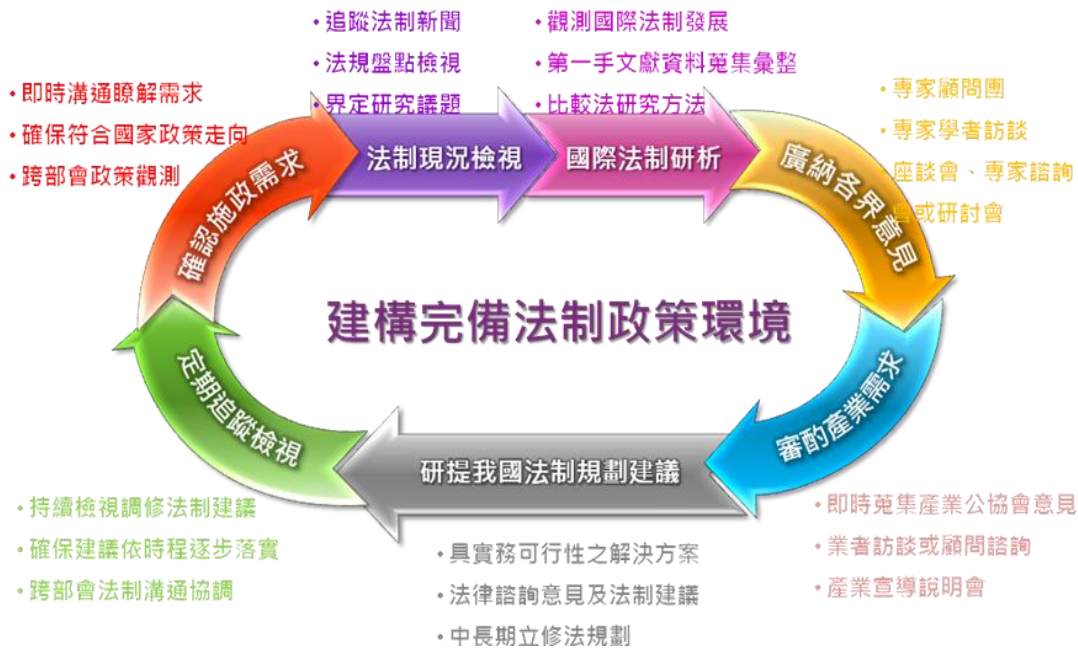 • 追蹤法制新聞
• 法規盤點檢視
• 界定研究議題
• 觀測國際法制發展
• 第一手文獻資料蒐集彙整
• 比較法研究方法
• 即時溝通瞭解需求
• 確保符合國家政策走向
• 跨部會政策觀測
• 專家顧問團
• 專家學者訪談
座談會、專家諮詢
會或研討會
確認施政需求
法制現況檢視
國際法制研析
廣納各界意見
建構完備法制政策環境
審酌產業需求
研提我國法制規劃建議
定期追蹤檢視
• 持續檢視調修法制建議
• 確保建議依時程逐步落實
• 跨部會法制溝通協調
• 具實務可行性之解決方案
• 法律諮詢意見及法制建議
• 中長期立修法規劃
• 即時蒐集產業公協會意見
• 業者訪談或顧問諮詢
• 產業宣導說明會